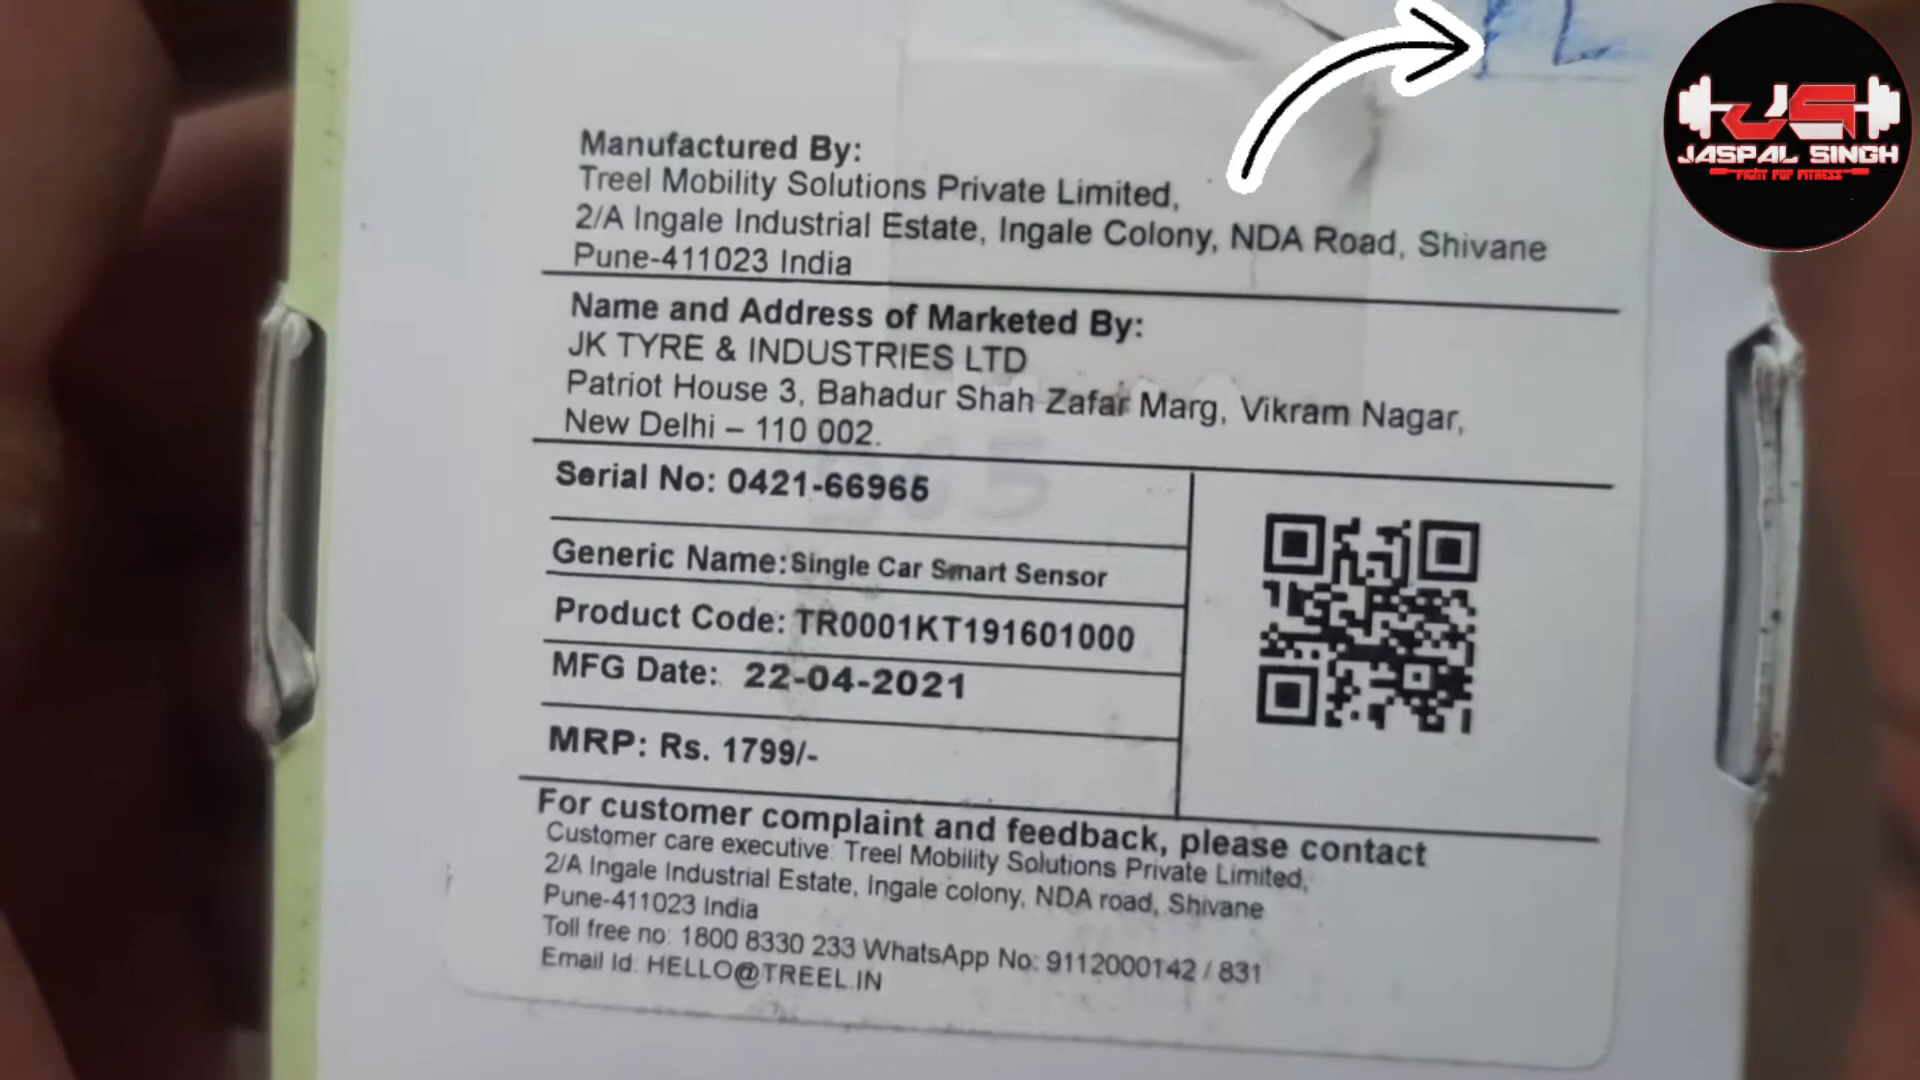 Manufactured By:
Treel Mobility Solutions Private Limited,
2/A Ingale Industrial Estate, Ingale Colony, NDA Road, Shivane
Pune-411023 India
Name and Address of Marketed By:
JK TYRE & INDUSTRIES LTD
Patriot House 3, Bahadur Shah Zafar Marg, Vikram Nagar,
New Delhi – 110 002.
Serial No: 0421-66965
Generic Name: Single Car Smart Sensor
Product Code: TR0001KT191601000
MFG Date: 22-04-2021
MRP: Rs. 1799/-
For customer complaint and feedback, please contact
Customer care executive: Treel Mobility Solutions Private Limited,
2/A Ingale Industrial Estate, Ingale colony, NDA road, Shivane
Pune-411023 India
Toll free no: 1800 8330 233 WhatsApp No: 9112000142 / 831
Email Id: HELLO@TREEL.IN
JS
JASPAL SINGH
FIGHT FOR FITNESS